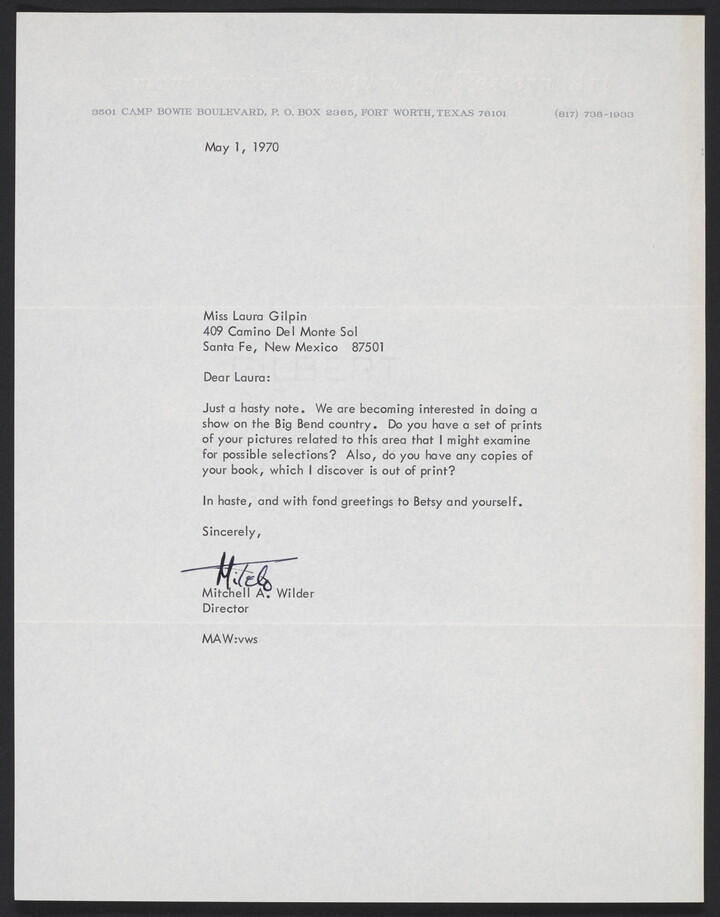 3501 CAMP BOWIE BOULEVARD, P. O. BOX 2365, FORT WORTH, TEXAS 76101 (817) 738-1933
May 1, 1970
Miss Laura Gilpin
409 Camino Del Monte Sol
Santa Fe, New Mexico 87501
Dear Laura:
Just a hasty note. We are becoming interested in doing a
show on the Big Bend country. Do you have a set of prints
of your pictures related to this area that I might examine
for possible selections? Also, do you have any copies of
your book, which I discover is out of print?
In haste, and with fond greetings to Betsy and yourself.
Sincerely,
Mitchell A. Wilder
Director
MAW:vws